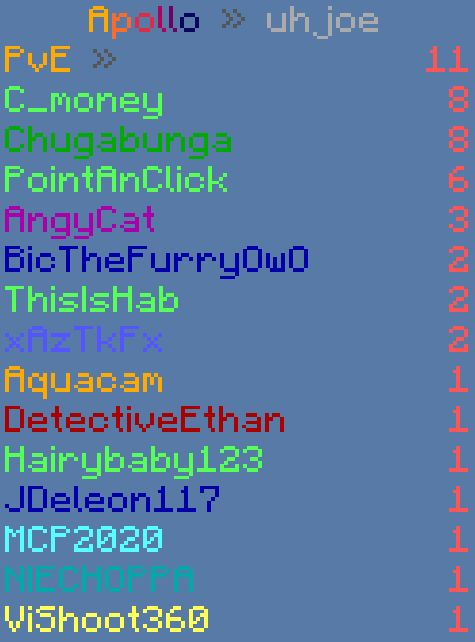 Apollo » uhjoe
PvE » 11
C_money 8
Chugabunga 8
PointAnClick 6
AngyCat 3
BicTheFurryOwO 2
ThisIsHab 2
xAzTkFx 2
Aquacam 1
DetectiveEthan 1
Hairybaby123 1
JDeleon117 1
MCP2020 1
NIECHOPPA 1
ViShoot360 1